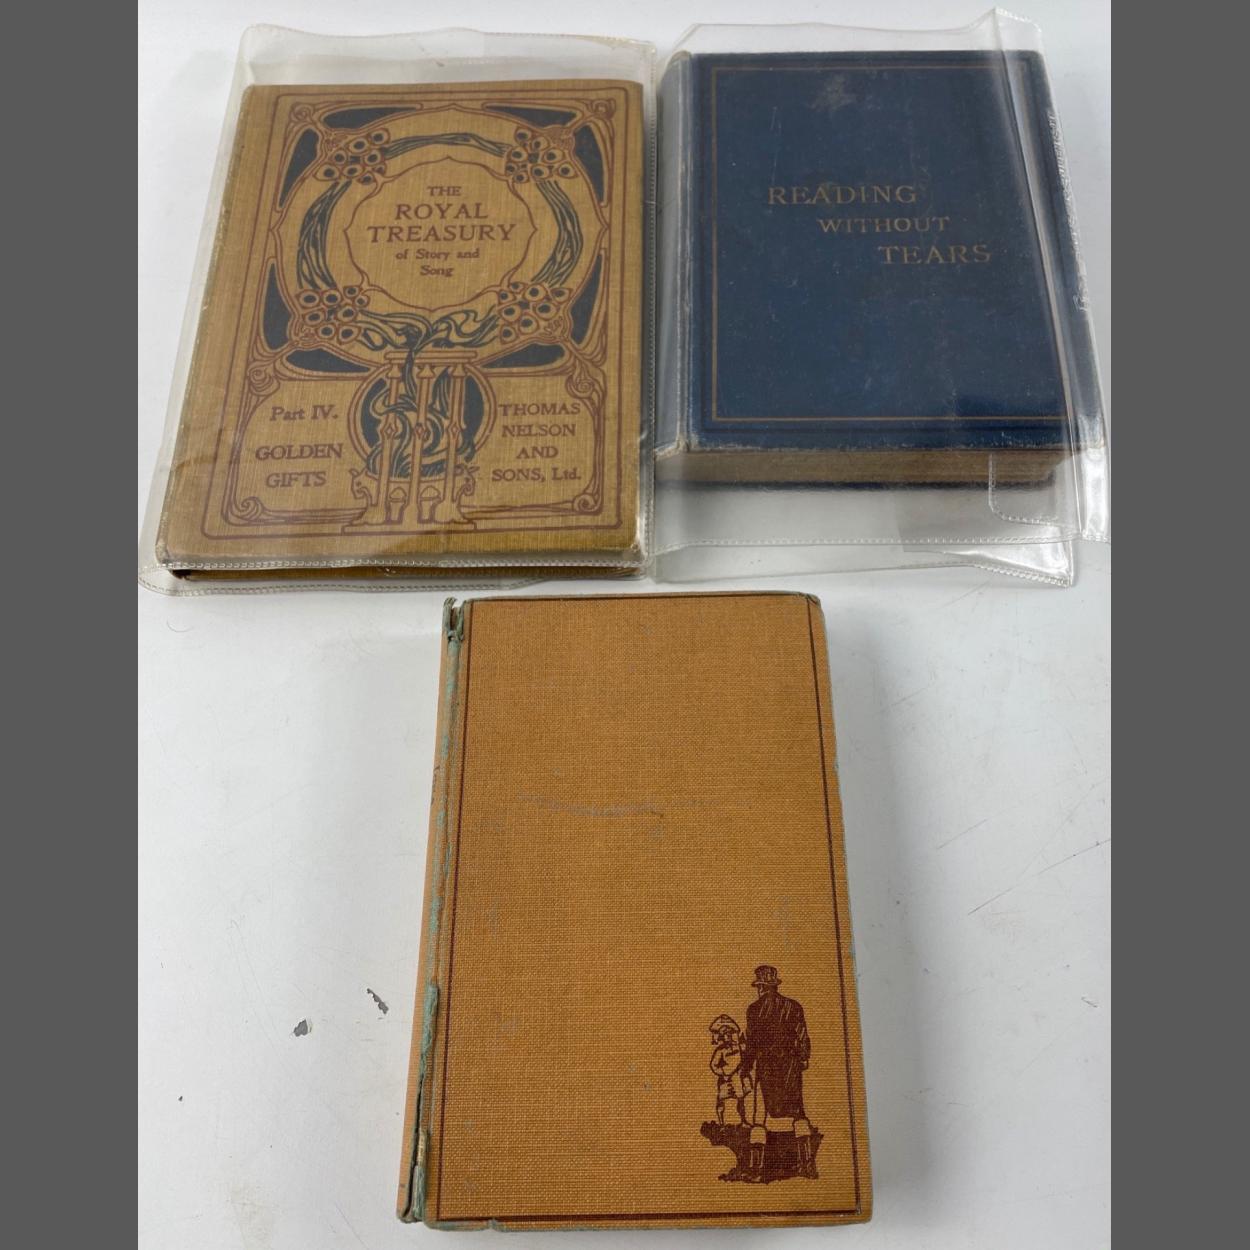 THE
ROYAL
TREASURY
of Story and
Song
Part IV.
GOLDEN
GIFTS
THOMAS
NELSON
AND
SONS, Ltd.
READING
WITHOUT
TEARS